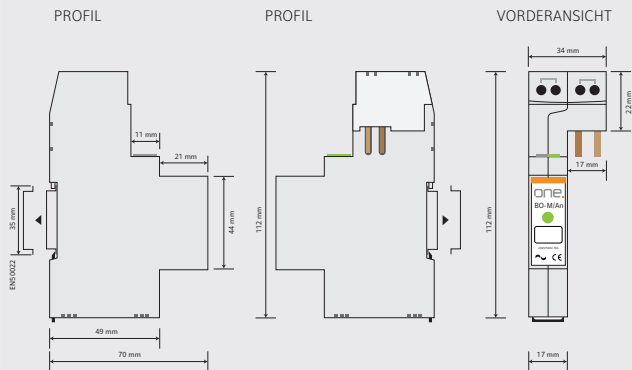 PROFIL
PROFIL
VORDERANSICHT
34 mm
22 mm
11 mm
21 mm
17 mm
35 mm
44 mm
112 mm
112 mm
EN50022
one.
BO-M/An
CE
49 mm
70 mm
17 mm